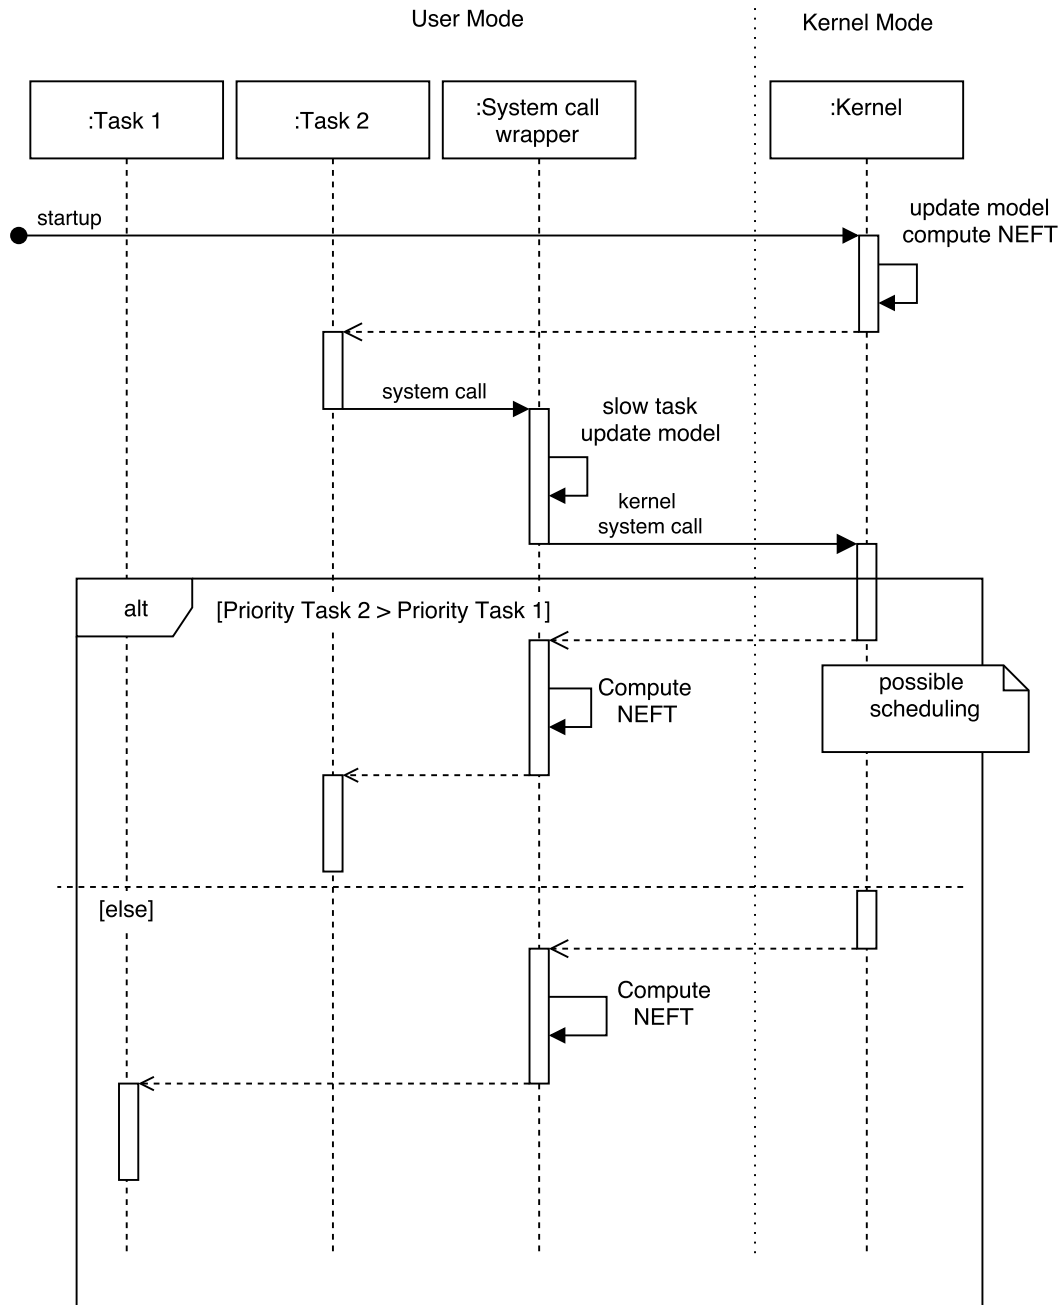 User Mode
Kernel Mode
:Task 1
:Task 2
:System call
wrapper
:Kernel
startup
update model
compute NEFT
system call
slow task
update model
kernel
system call
alt
[Priority Task 2 > Priority Task 1]
Compute
NEFT
possible
scheduling
[else]
Compute
NEFT